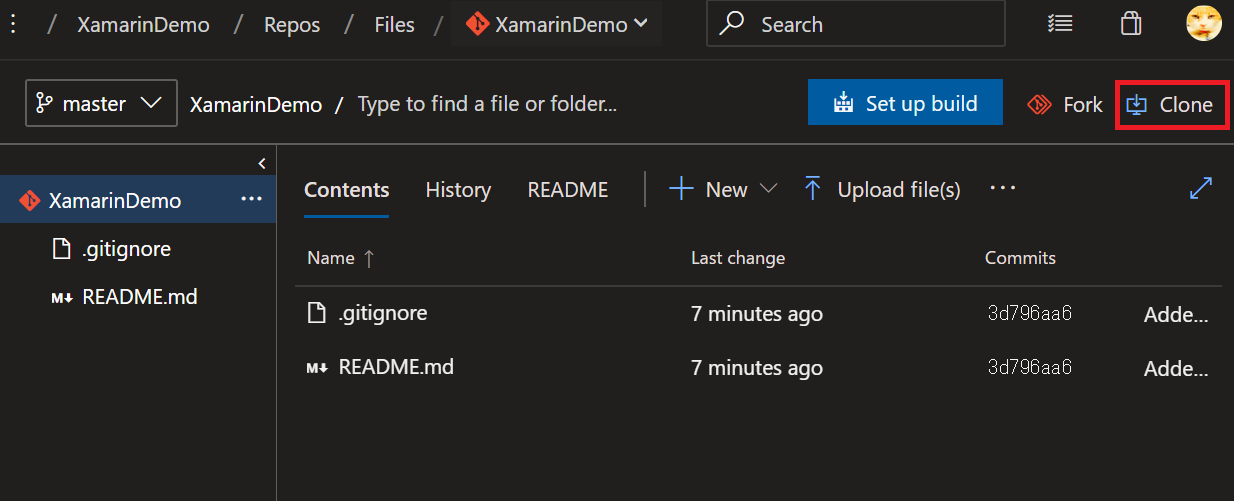 / XamarinDemo / Repos / Files / XamarinDemo Search
master XamarinDemo / Type to find a file or folder... Set up build Fork Clone
XamarinDemo
.gitignore
README.md
Contents History README New Upload file(s)
Name ↑ Last change Commits
.gitignore 7 minutes ago 3d796aa6 Adde...
README.md 7 minutes ago 3d796aa6 Adde...